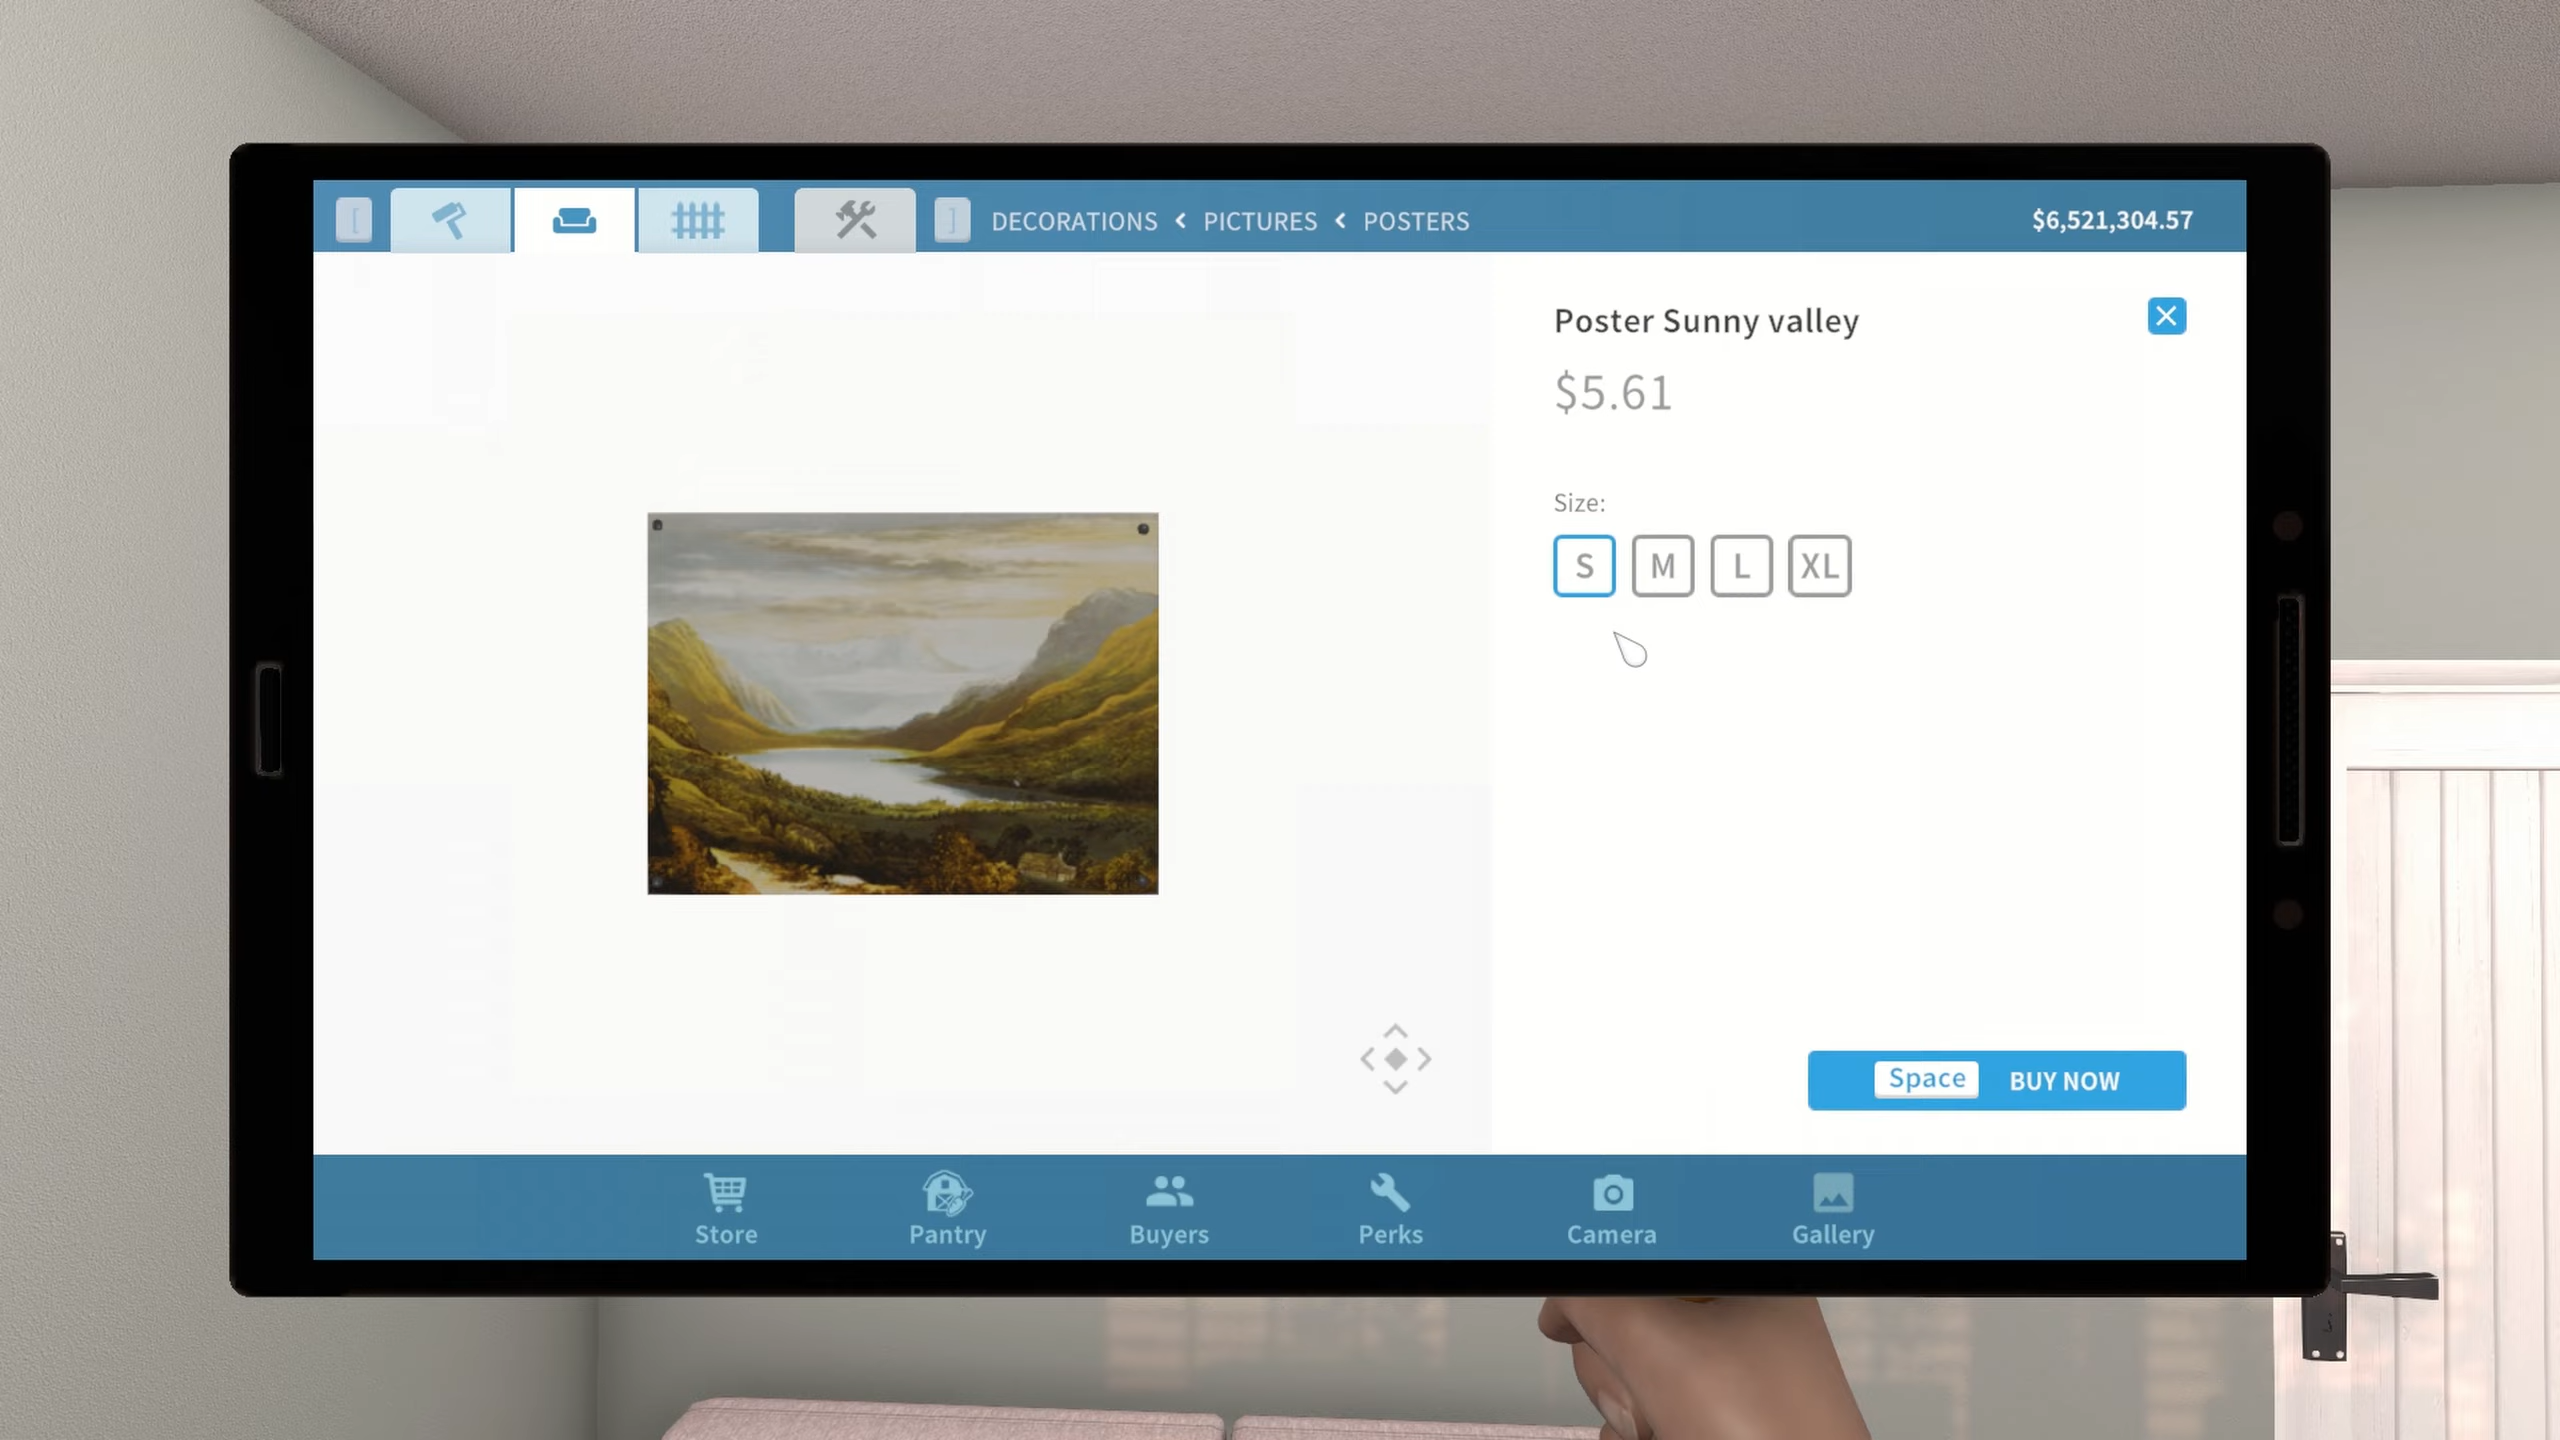 [
] DECORATIONS < PICTURES < POSTERS
$6,521,304.57
Poster Sunny valley
$5.61
Size:
S M L XL
Space BUY NOW
Store Pantry Buyers Perks Camera Gallery